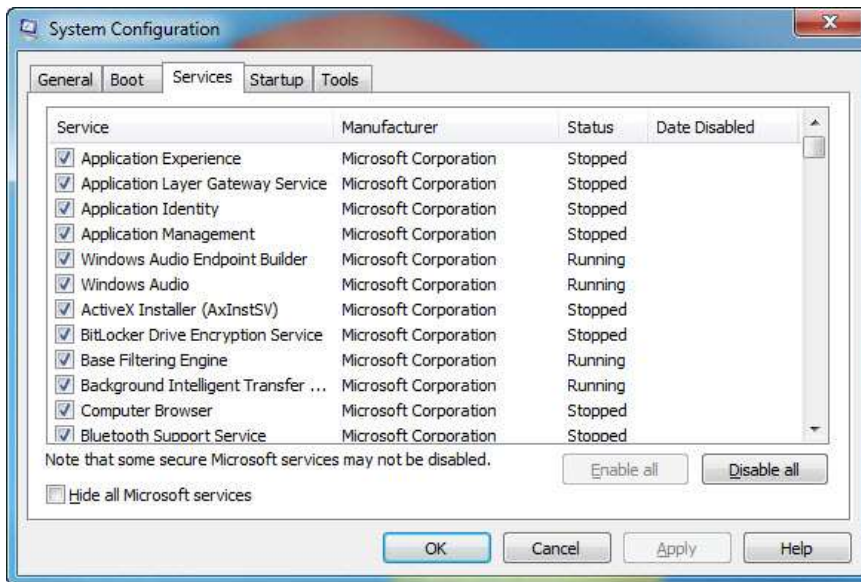 System Configuration
General Boot Services Startup Tools
Service Manufacturer Status Date Disabled
Application Experience Microsoft Corporation Stopped
Application Layer Gateway Service Microsoft Corporation Stopped
Application Identity Microsoft Corporation Stopped
Application Management Microsoft Corporation Stopped
Windows Audio Endpoint Builder Microsoft Corporation Running
Windows Audio Microsoft Corporation Running
ActiveX Installer (AxInstSV) Microsoft Corporation Stopped
BitLocker Drive Encryption Service Microsoft Corporation Stopped
Base Filtering Engine Microsoft Corporation Running
Background Intelligent Transfer ... Microsoft Corporation Running
Computer Browser Microsoft Corporation Stopped
Bluetooth Support Service Microsoft Corporation Stopped
Note that some secure Microsoft services may not be disabled.
Enable all Disable all
Hide all Microsoft services
OK Cancel Apply Help